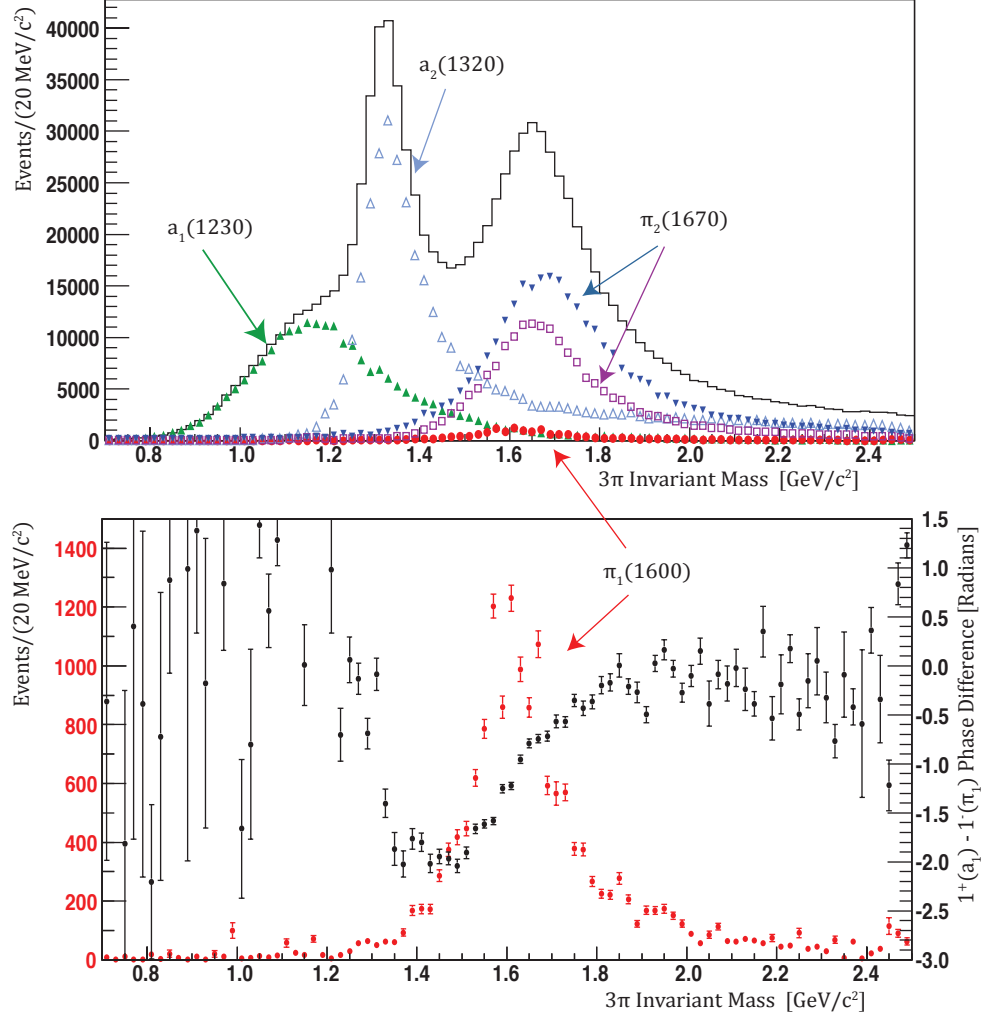 Events/(20 MeV/c²)
40000
35000
30000
25000
20000
15000
10000
5000
0
a₂(1320)
a₁(1230)
π₂(1670)
0.8 1.0 1.2 1.4 1.6 1.8 2.0 2.2 2.4
3π Invariant Mass [GeV/c²]
Events/(20 MeV/c²)
1400
1200
1000
800
600
400
200
0
π₁(1600)
1.5
1.0
0.5
0.0
-0.5
-1.0
-1.5
-2.0
-2.5
-3.0
1⁺(a₁) - 1⁻(π₁) Phase Difference [Radians]
0.8 1.0 1.2 1.4 1.6 1.8 2.0 2.2 2.4
3π Invariant Mass [GeV/c²]